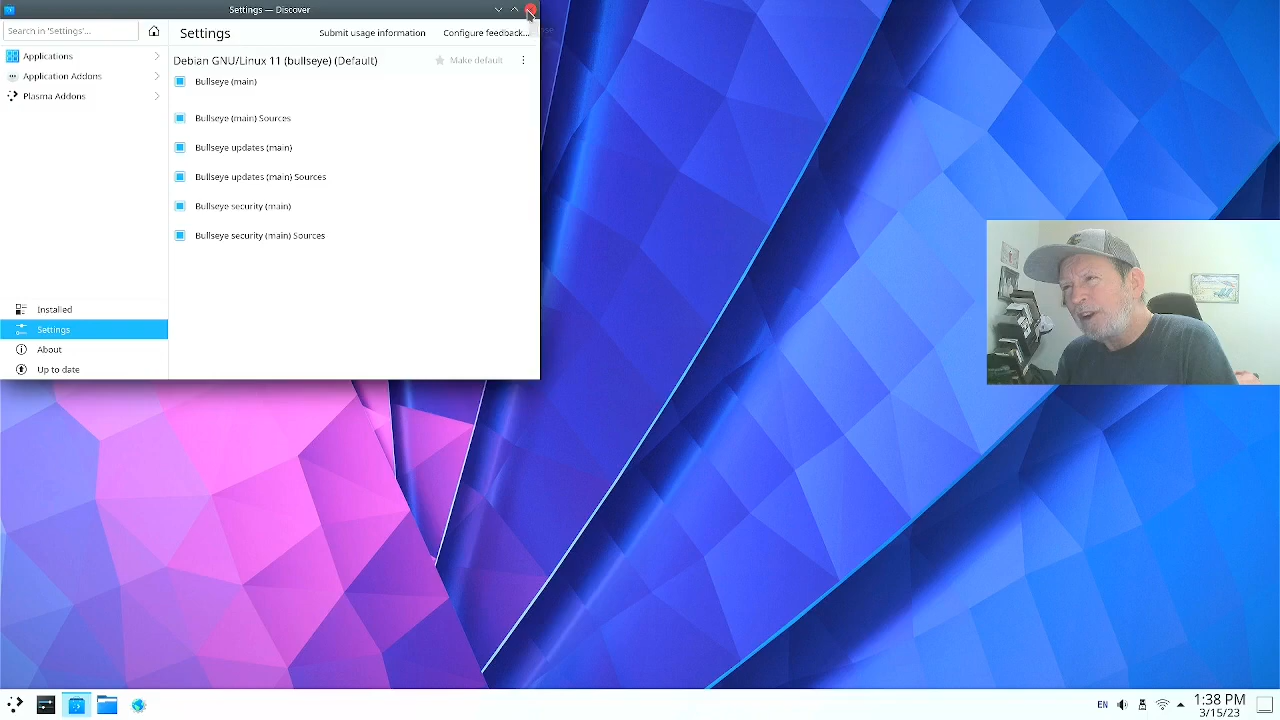 Settings — Discover
Search in 'Settings'...
Settings
Submit usage information
Configure feedback...
Applications
Application Addons
Plasma Addons
Debian GNU/Linux 11 (bullseye) (Default)
Make default
Bullseye (main)
Bullseye (main) Sources
Bullseye updates (main)
Bullseye updates (main) Sources
Bullseye security (main)
Bullseye security (main) Sources
Installed
Settings
About
Up to date
EN
1:38 PM
3/15/23